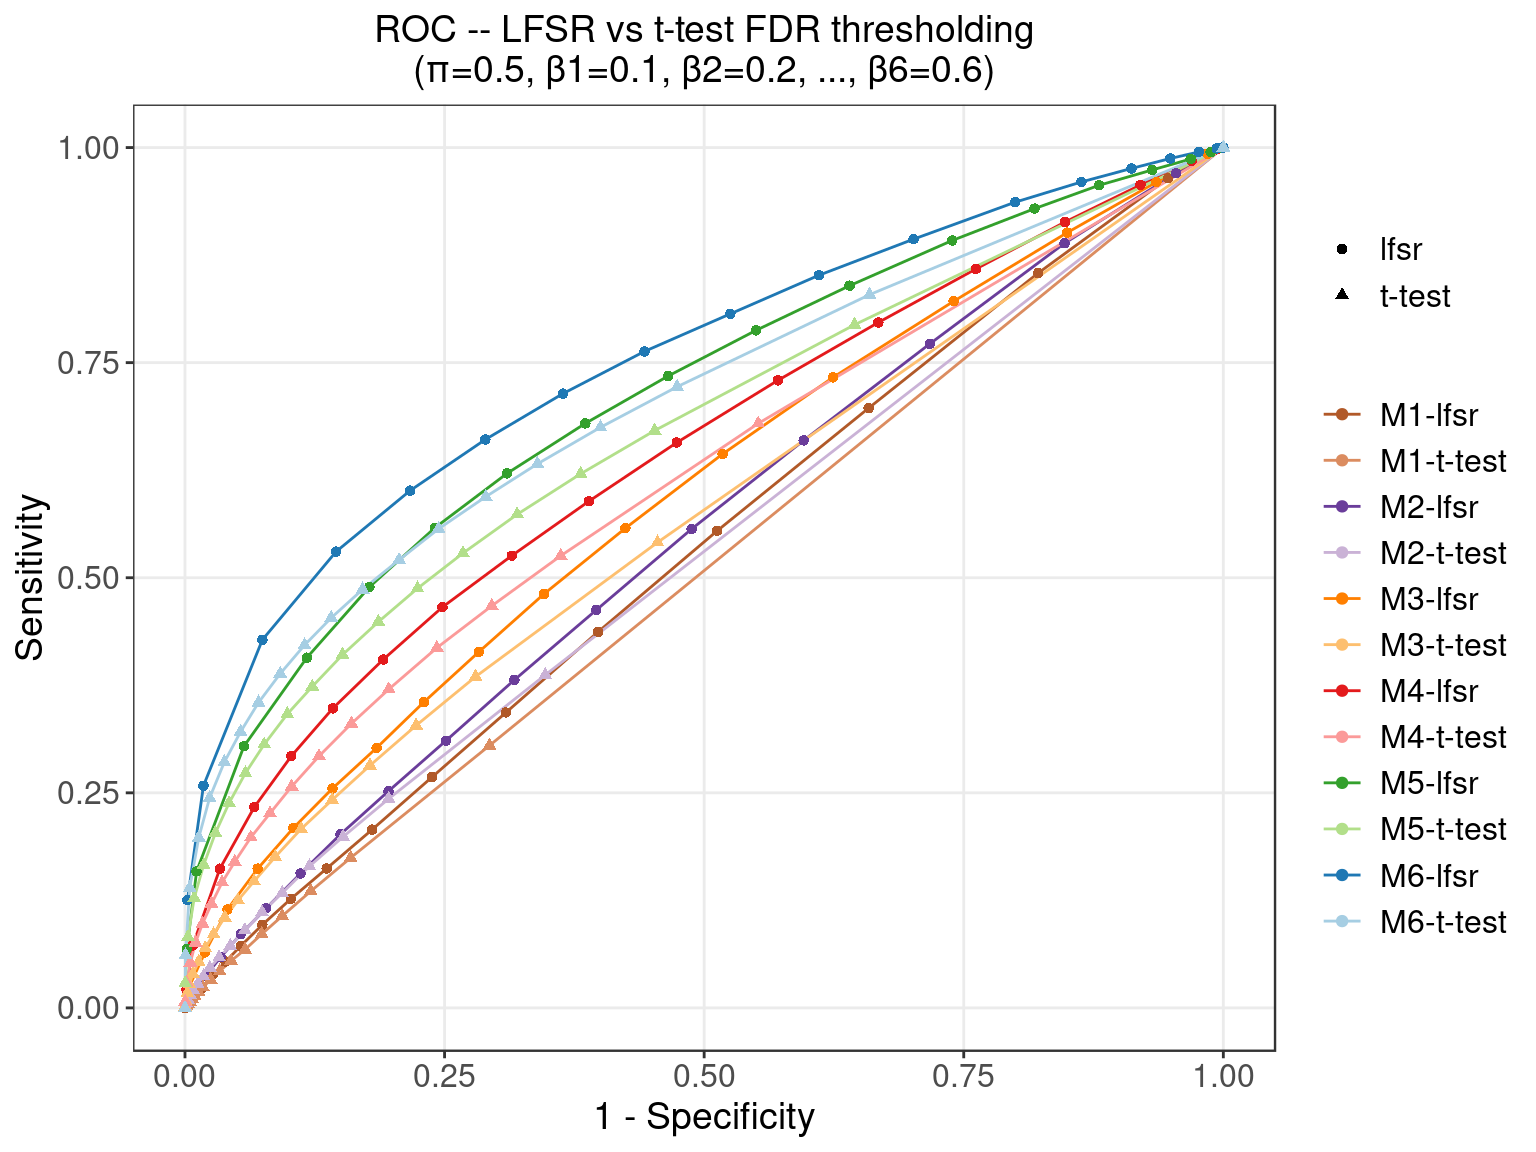 ROC -- LFSR vs t-test FDR thresholding
(π=0.5, β1=0.1, β2=0.2, ..., β6=0.6)
1.00
0.75
0.50
0.25
0.00
Sensitivity
0.00 0.25 0.50 0.75 1.00
1 - Specificity
lfsr
t-test
M1-lfsr
M1-t-test
M2-lfsr
M2-t-test
M3-lfsr
M3-t-test
M4-lfsr
M4-t-test
M5-lfsr
M5-t-test
M6-lfsr
M6-t-test